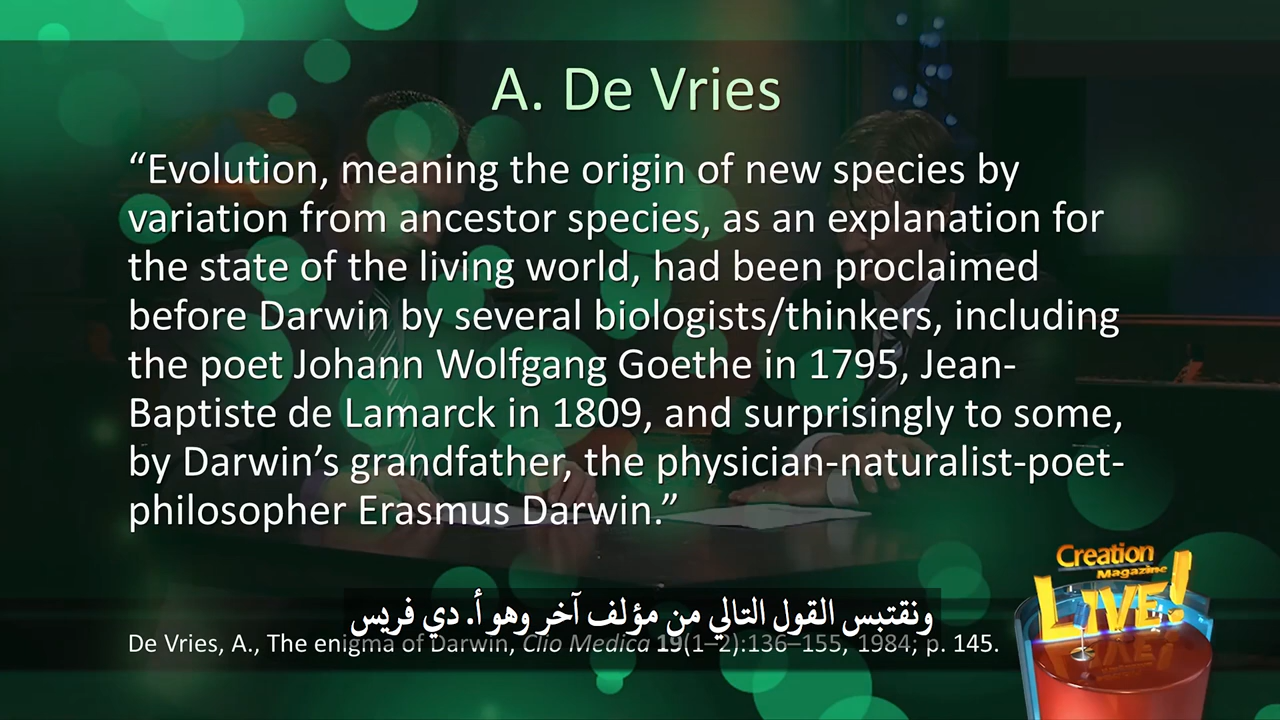 A. De Vries
“Evolution, meaning the origin of new species by
variation from ancestor species, as an explanation for
the state of the living world, had been proclaimed
before Darwin by several biologists/thinkers, including
the poet Johann Wolfgang Goethe in 1795, Jean-
Baptiste de Lamarck in 1809, and surprisingly to some,
by Darwin’s grandfather, the physician-naturalist-poet-
philosopher Erasmus Darwin.”
Creation
Magazine
LIVE!
ونقتبس القول التالي من مؤلف آخر وهو أ. دي فريس
De Vries, A., The enigma of Darwin, Clio Medica 19(1–2):136–155, 1984; p. 145.